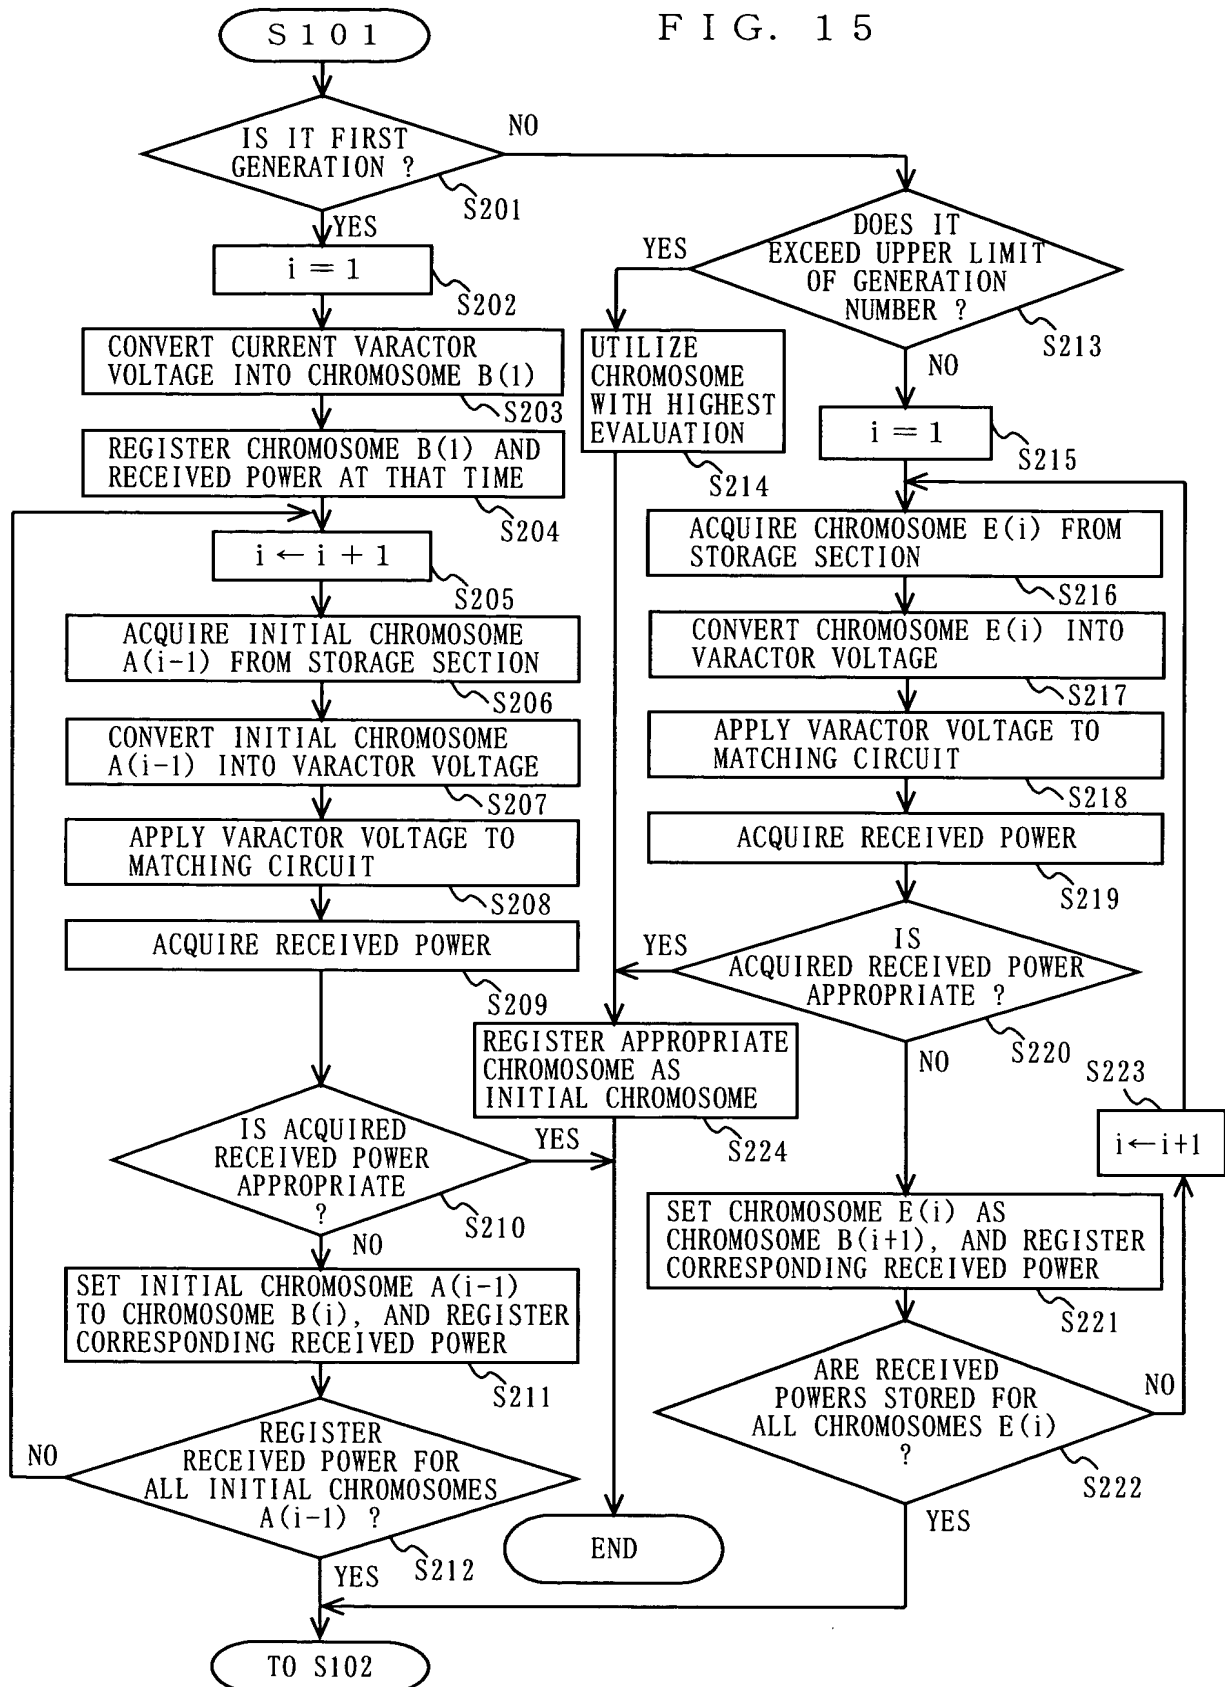 FIG. 15
S101
IS IT FIRST
GENERATION ?
NO
S201
YES
i = 1
S202
CONVERT CURRENT VARACTOR
VOLTAGE INTO CHROMOSOME B(1)
S203
REGISTER CHROMOSOME B(1) AND
RECEIVED POWER AT THAT TIME
S204
i ← i + 1
S205
ACQUIRE INITIAL CHROMOSOME
A(i-1) FROM STORAGE SECTION
S206
CONVERT INITIAL CHROMOSOME
A(i-1) INTO VARACTOR VOLTAGE
S207
APPLY VARACTOR VOLTAGE TO
MATCHING CIRCUIT
S208
ACQUIRE RECEIVED POWER
S209
IS ACQUIRED
RECEIVED POWER
APPROPRIATE
?
YES
S210
NO
SET INITIAL CHROMOSOME A(i-1)
TO CHROMOSOME B(i), AND REGISTER
CORRESPONDING RECEIVED POWER
S211
REGISTER
RECEIVED POWER FOR
ALL INITIAL CHROMOSOMES
A(i-1) ?
NO
S212
YES
TO S102
DOES IT
EXCEED UPPER LIMIT
OF GENERATION
NUMBER ?
YES
S213
NO
UTILIZE
CHROMOSOME
WITH HIGHEST
EVALUATION
S214
i = 1
S215
ACQUIRE CHROMOSOME E(i) FROM
STORAGE SECTION
S216
CONVERT CHROMOSOME E(i) INTO
VARACTOR VOLTAGE
S217
APPLY VARACTOR VOLTAGE TO
MATCHING CIRCUIT
S218
ACQUIRE RECEIVED POWER
S219
IS
ACQUIRED RECEIVED POWER
APPROPRIATE ?
YES
S220
NO
REGISTER APPROPRIATE
CHROMOSOME AS
INITIAL CHROMOSOME
S224
S223
i←i+1
SET CHROMOSOME E(i) AS
CHROMOSOME B(i+1), AND REGISTER
CORRESPONDING RECEIVED POWER
S221
ARE RECEIVED
POWERS STORED FOR
ALL CHROMOSOMES E(i)
?
NO
S222
YES
END